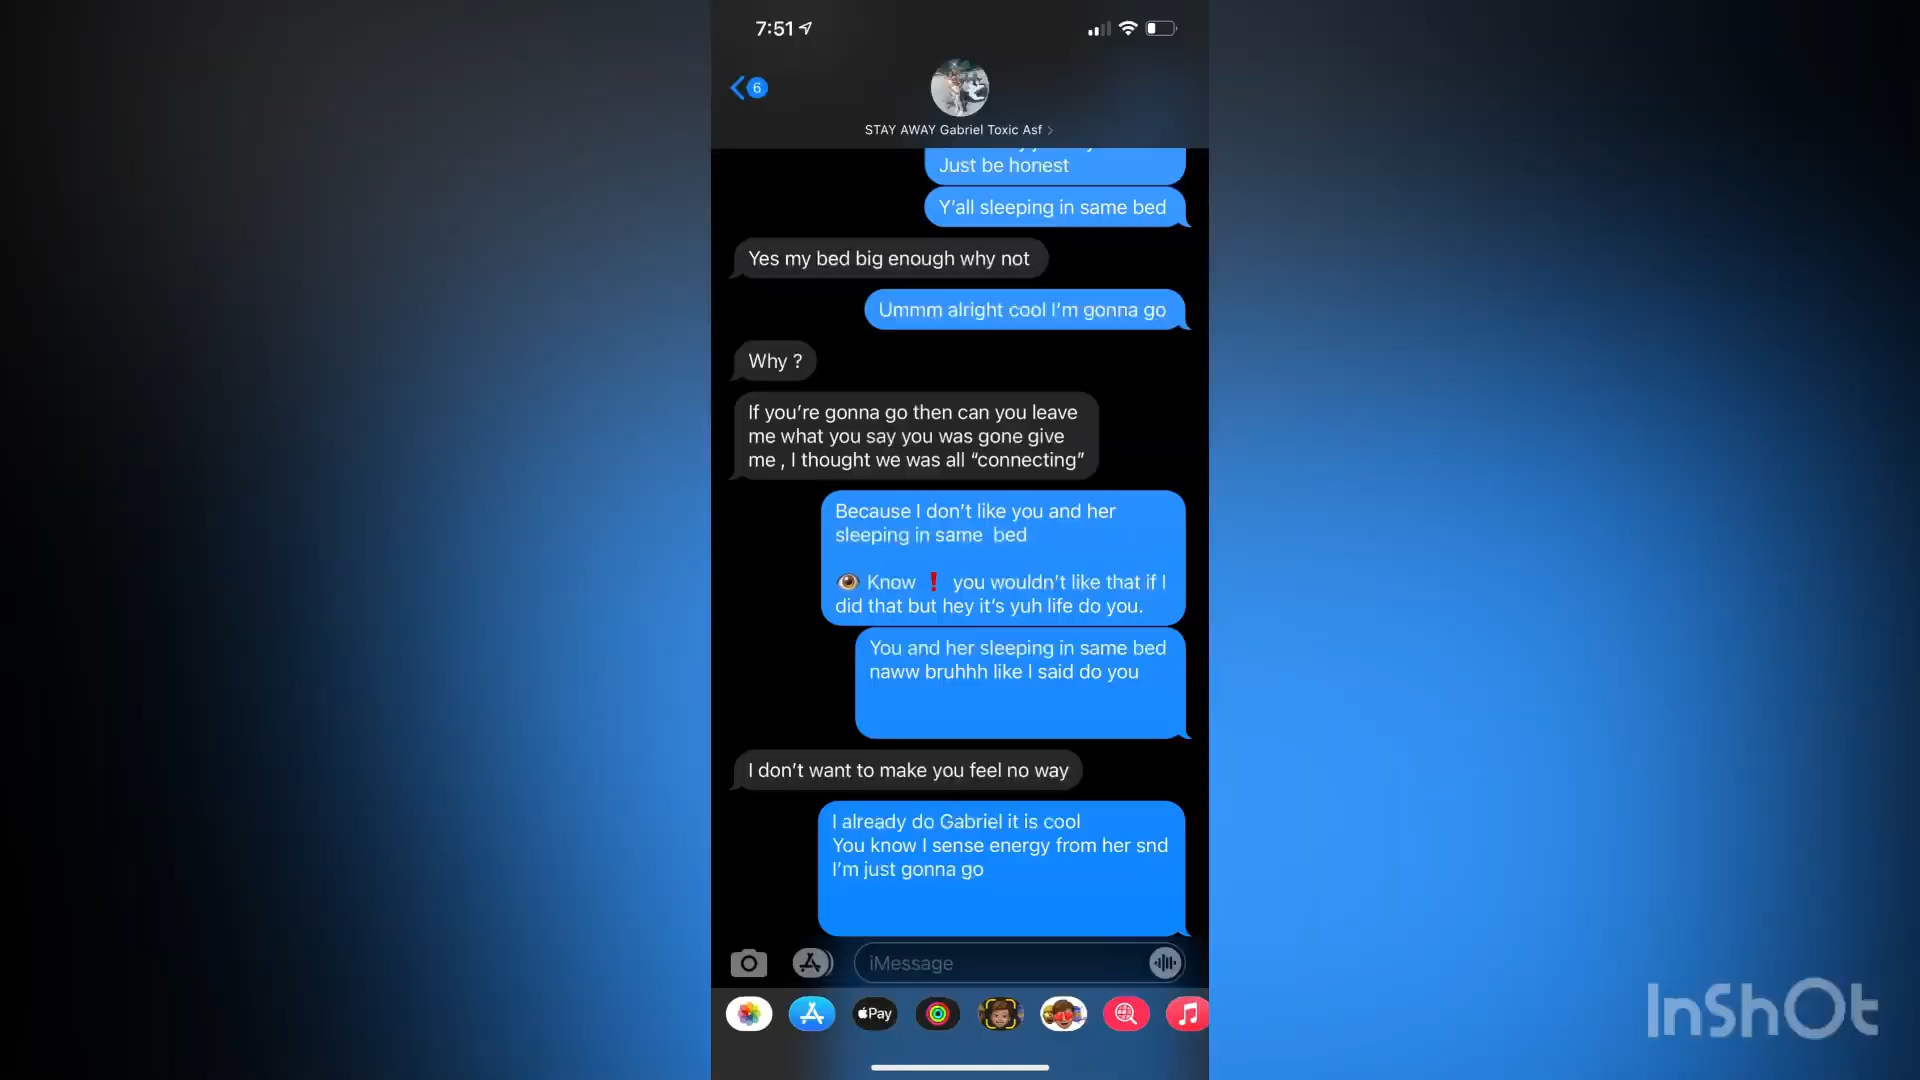 7:51
6
STAY AWAY Gabriel Toxic Asf
Just be honest
Y'all sleeping in same bed
Yes my bed big enough why not
Ummm alright cool I'm gonna go
Why ?
If you're gonna go then can you leave
me what you say you was gone give
me , I thought we was all “connecting”
Because I don't like you and her
sleeping in same  bed
👁 Know ❗ you wouldn't like that if I
did that but hey it's yuh life do you.
You and her sleeping in same bed
naww bruhhh like I said do you
I don't want to make you feel no way
I already do Gabriel it is cool
You know I sense energy from her snd
I'm just gonna go
iMessage
Pay
InShOt